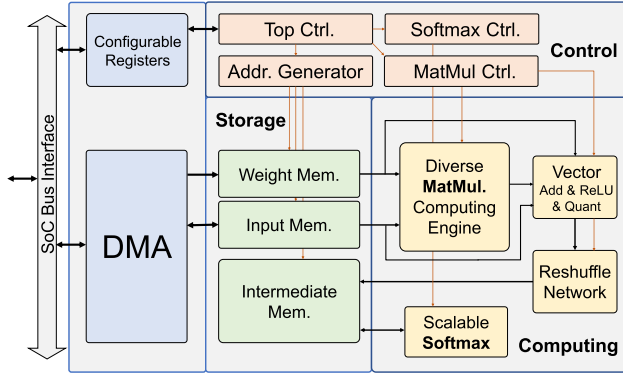 SoC Bus Interface
Configurable
Registers
DMA
Top Ctrl.
Softmax Ctrl.
Addr. Generator
MatMul Ctrl.
Control
Storage
Weight Mem.
Input Mem.
Intermediate
Mem.
Diverse
MatMul.
Computing
Engine
Vector
Add & ReLU
& Quant
Reshuffle
Network
Scalable
Softmax
Computing